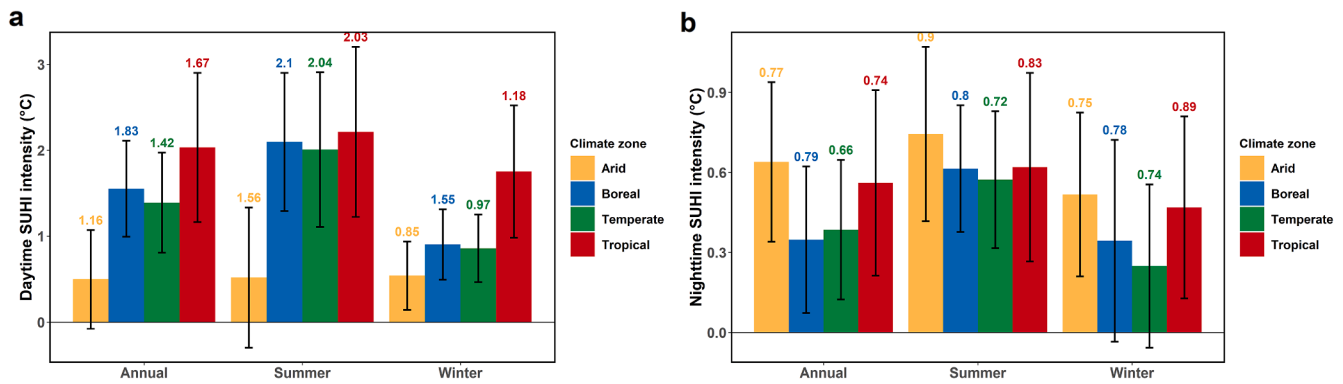 a
Daytime SUHI intensity (°C)
3
2
1
0
1.16
1.83
1.42
1.67
1.56
2.1
2.04
2.03
0.85
1.55
0.97
1.18
Annual
Summer
Winter
Climate zone
Arid
Boreal
Temperate
Tropical
b
Nighttime SUHI intensity (°C)
0.9
0.6
0.3
0.0
0.77
0.79
0.66
0.74
0.9
0.8
0.72
0.83
0.75
0.78
0.74
0.89
Annual
Summer
Winter
Climate zone
Arid
Boreal
Temperate
Tropical